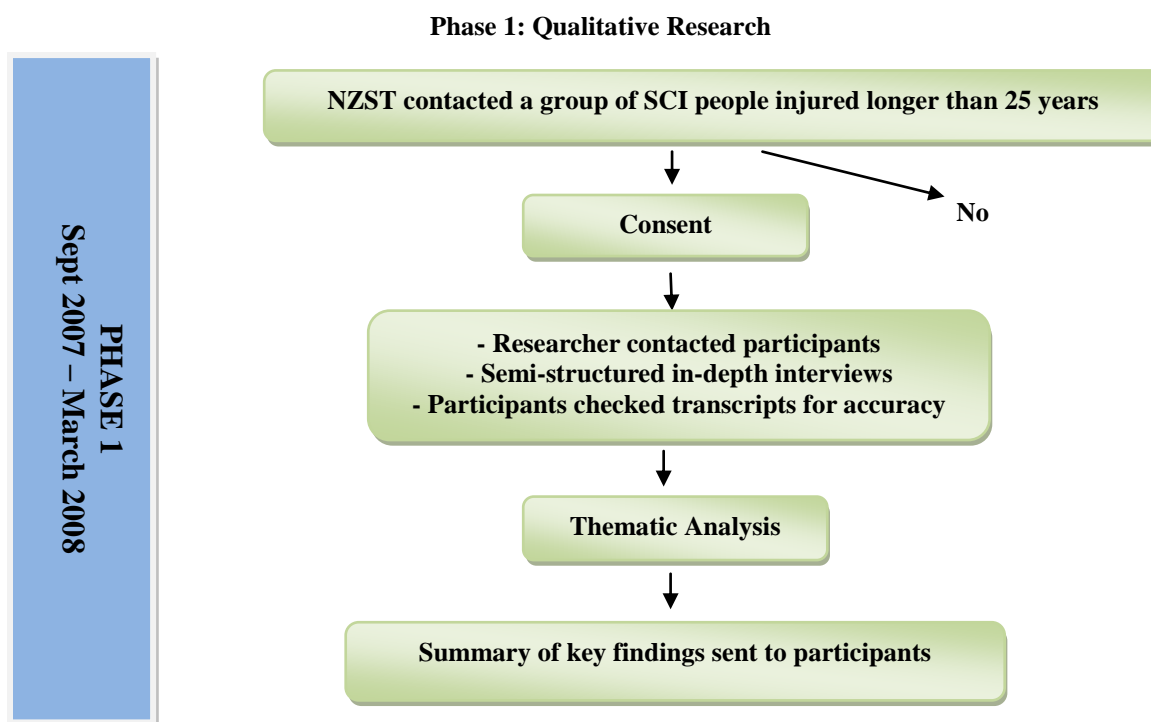 Phase 1: Qualitative Research
PHASE 1
Sept 2007 – March 2008
NZST contacted a group of SCI people injured longer than 25 years
No
Consent
- Researcher contacted participants
- Semi-structured in-depth interviews
- Participants checked transcripts for accuracy
Thematic Analysis
Summary of key findings sent to participants